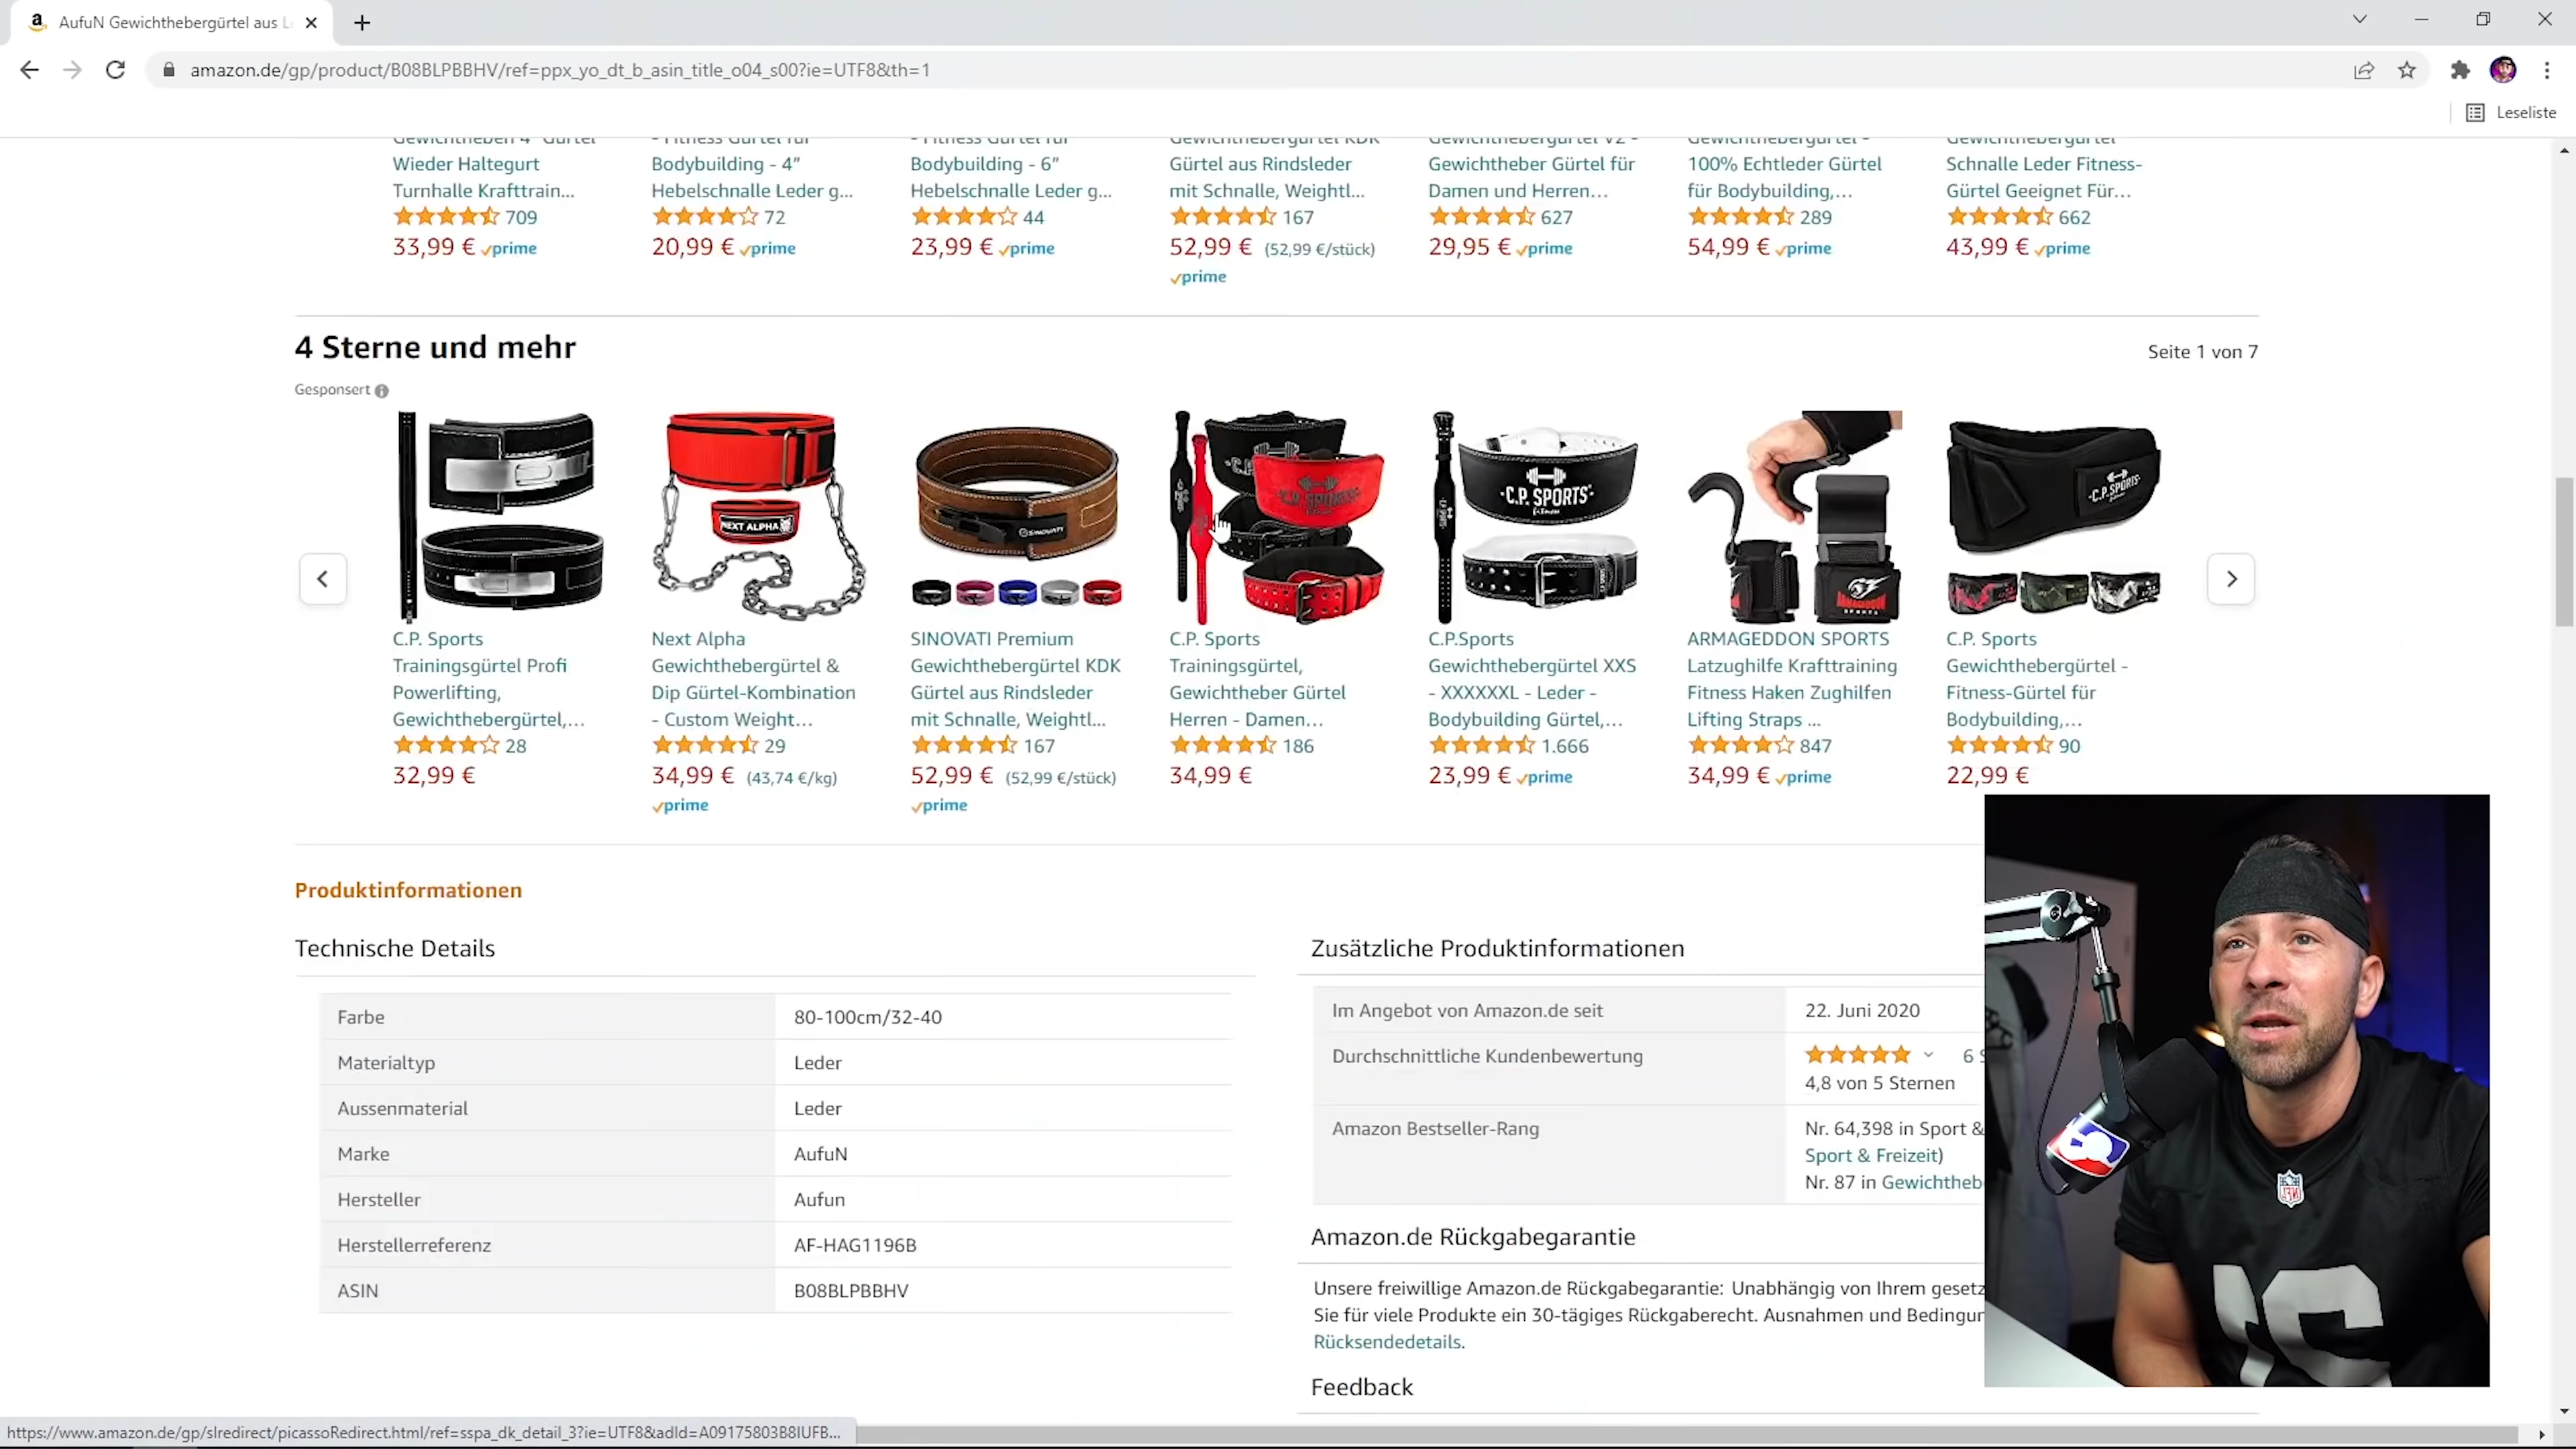 AufuN Gewichthebergürtel aus L
amazon.de/gp/product/B08BLPBBHV/ref=ppx_yo_dt_b_asin_title_o04_s00?ie=UTF8&th=1
Leseliste
Gewichtheben 4" Gürtel
Wieder Haltegurt
Turnhalle Krafttrain...
709
33,99 € prime
- Fitness Gürtel für
Bodybuilding - 4"
Hebelschnalle Leder g...
72
20,99 € prime
- Fitness Gürtel für
Bodybuilding - 6"
Hebelschnalle Leder g...
44
23,99 € prime
Gewichthebergürtel KDK
Gürtel aus Rindsleder
mit Schnalle, Weightl...
167
52,99 € (52,99 €/stück)
prime
Gewichthebergürtel V2 -
Gewichtheber Gürtel für
Damen und Herren...
627
29,95 € prime
Gewichthebergürtel -
100% Echtleder Gürtel
für Bodybuilding,...
289
54,99 € prime
Gewichthebergürtel
Schnalle Leder Fitness-
Gürtel Geeignet Für...
662
43,99 € prime
4 Sterne und mehr
Seite 1 von 7
Gesponsert
NEXT ALPHA
SINOVATI
C.P. SPORTS
·C.P. SPORTS·
fitness
ARMAGEDDON
SPORTS
·C.P. SPORTS·
C.P. Sports
Trainingsgürtel Profi
Powerlifting,
Gewichthebergürtel,...
28
32,99 €
Next Alpha
Gewichthebergürtel &
Dip Gürtel-Kombination
- Custom Weight...
29
34,99 € (43,74 €/kg)
prime
SINOVATI Premium
Gewichthebergürtel KDK
Gürtel aus Rindsleder
mit Schnalle, Weightl...
167
52,99 € (52,99 €/stück)
prime
C.P. Sports
Trainingsgürtel,
Gewichtheber Gürtel
Herren - Damen...
186
34,99 €
C.P.Sports
Gewichthebergürtel XXS
- XXXXXXL - Leder -
Bodybuilding Gürtel,...
1.666
23,99 € prime
ARMAGEDDON SPORTS
Latzughilfe Krafttraining
Fitness Haken Zughilfen
Lifting Straps ...
847
34,99 € prime
C.P. Sports
Gewichthebergürtel -
Fitness-Gürtel für
Bodybuilding,...
90
22,99 €
Produktinformationen
Technische Details
Farbe 80-100cm/32-40
Materialtyp Leder
Aussenmaterial Leder
Marke AufuN
Hersteller Aufun
Herstellerreferenz AF-HAG1196B
ASIN B08BLPBBHV
Zusätzliche Produktinformationen
Im Angebot von Amazon.de seit 22. Juni 2020
Durchschnittliche Kundenbewertung 6 S
4,8 von 5 Sternen
Amazon Bestseller-Rang Nr. 64,398 in Sport &
Sport & Freizeit)
Nr. 87 in Gewichtheb
Amazon.de Rückgabegarantie
Unsere freiwillige Amazon.de Rückgabegarantie: Unabhängig von Ihrem gesetz
Sie für viele Produkte ein 30-tägiges Rückgaberecht. Ausnahmen und Bedingun
Rücksendedetails.
Feedback
https://www.amazon.de/gp/slredirect/picassoRedirect.html/ref=sspa_dk_detail_3?ie=UTF8&adId=A09175803B8IUFB...